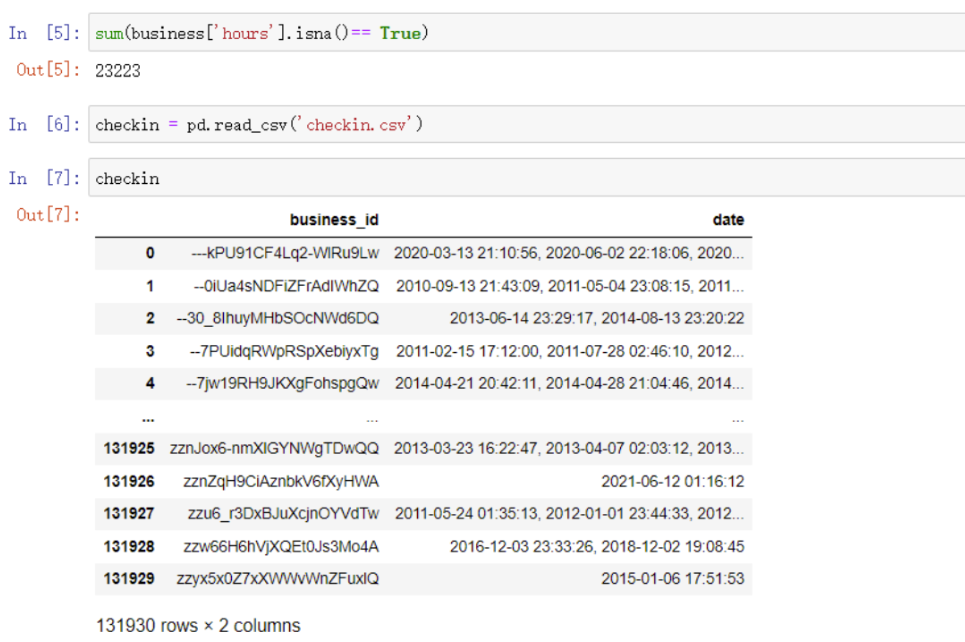 In [5]: sum(business['hours'].isna()== True)
Out[5]: 23223
In [6]: checkin = pd.read_csv('checkin.csv')
In [7]: checkin
Out[7]:
business_id date
0 ---kPU91CF4Lq2-WlRu9Lw 2020-03-13 21:10:56, 2020-06-02 22:18:06, 2020...
1 --0iUa4sNDFiZFrAdIWhZQ 2010-09-13 21:43:09, 2011-05-04 23:08:15, 2011...
2 --30_8IhuyMHbSOcNWd6DQ 2013-06-14 23:29:17, 2014-08-13 23:20:22
3 --7PUidqRWpRSpXebiyxTg 2011-02-15 17:12:00, 2011-07-28 02:46:10, 2012...
4 --7jw19RH9JKXgFohspgQw 2014-04-21 20:42:11, 2014-04-28 21:04:46, 2014...
... ... ...
131925 zznJox6-nmXlGYNWgTDwQQ 2013-03-23 16:22:47, 2013-04-07 02:03:12, 2013...
131926 zznZqH9CiAznbkV6fXyHWA 2021-06-12 01:16:12
131927 zzu6_r3DxBJuXcjnOYVdTw 2011-05-24 01:35:13, 2012-01-01 23:44:33, 2012...
131928 zzw66H6hVjXQEt0Js3Mo4A 2016-12-03 23:33:26, 2018-12-02 19:08:45
131929 zzyx5x0Z7xXWWvWnZFuxlQ 2015-01-06 17:51:53
131930 rows × 2 columns